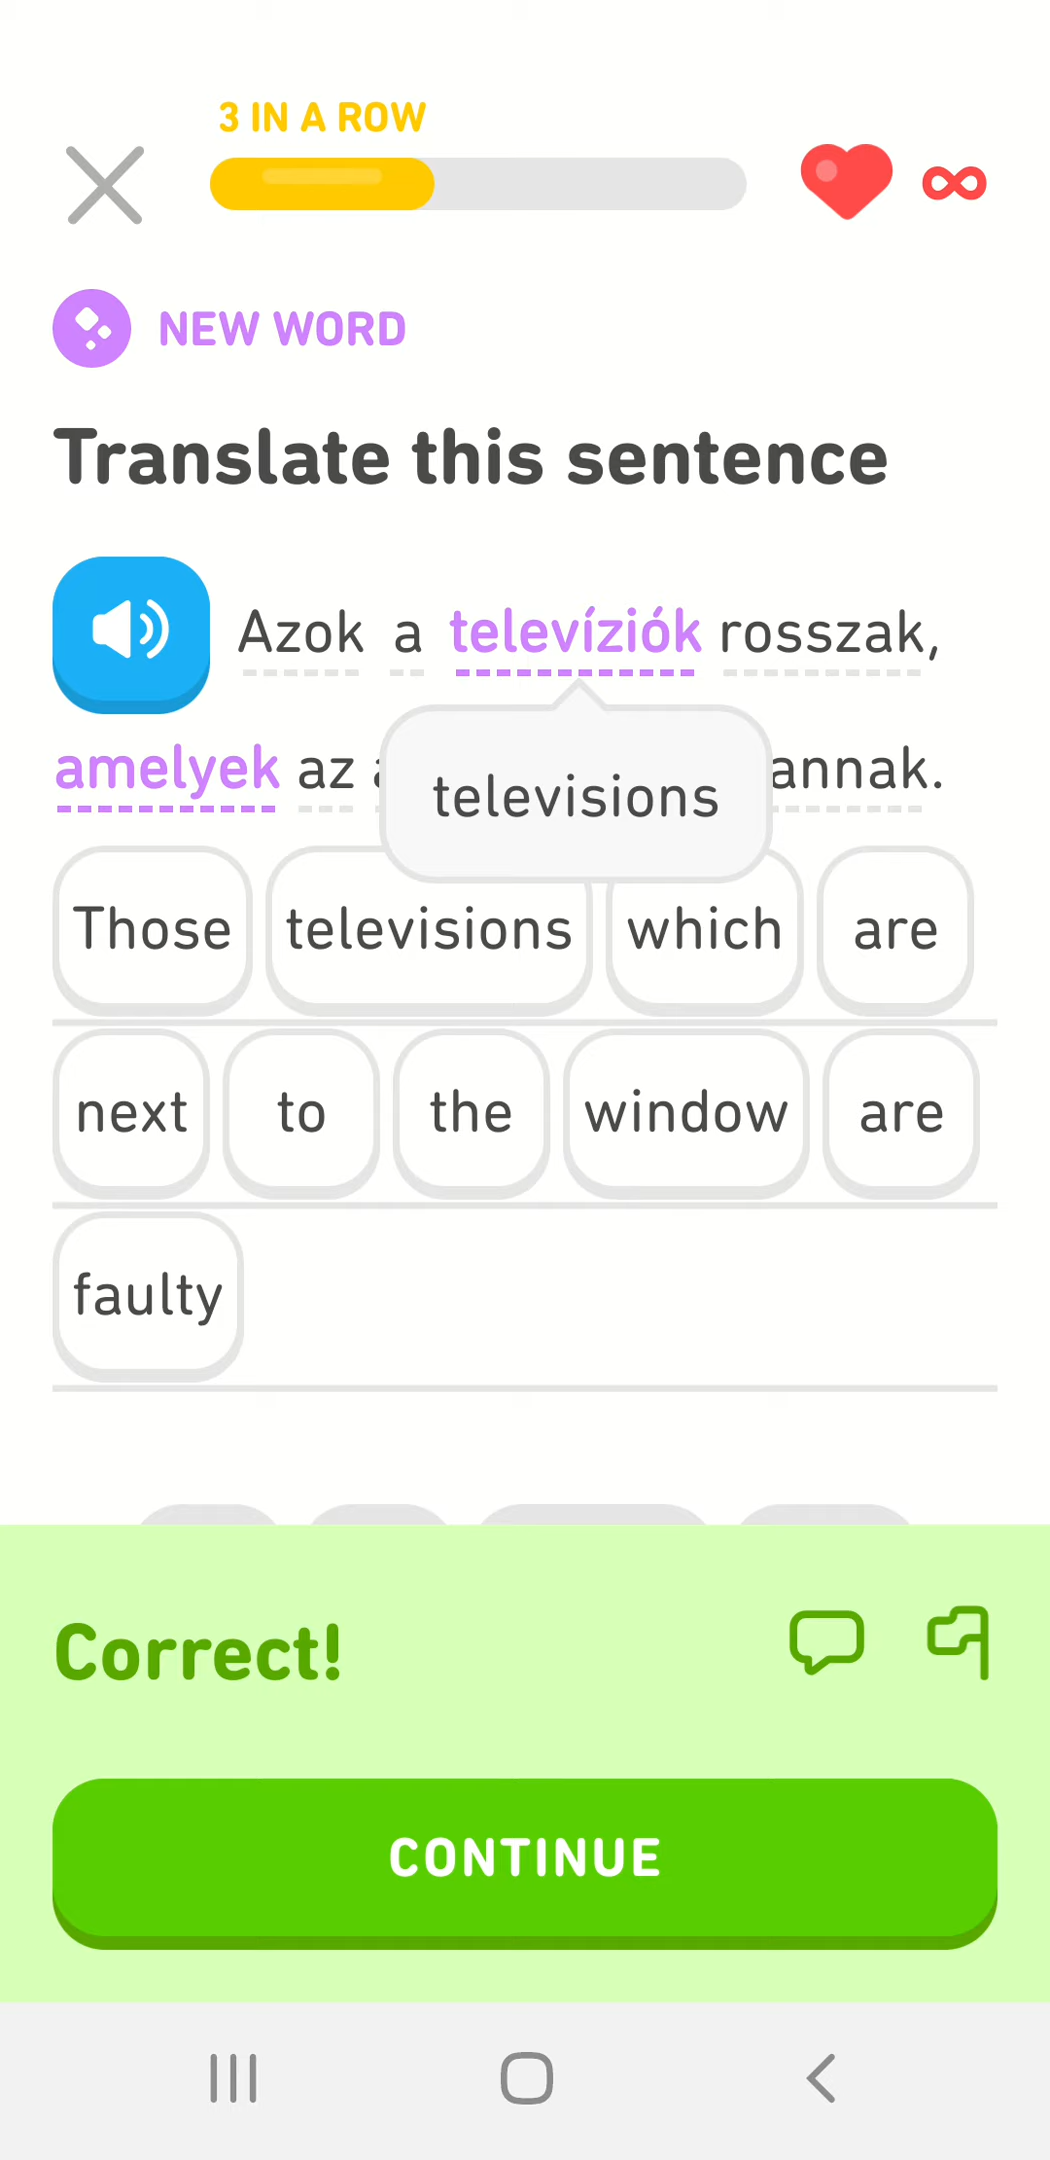 3 IN A ROW
NEW WORD
Translate this sentence
Azok a televíziók rosszak,
amelyek az
televisions
Those televisions which are
next to the window are
faulty
Correct!
CONTINUE